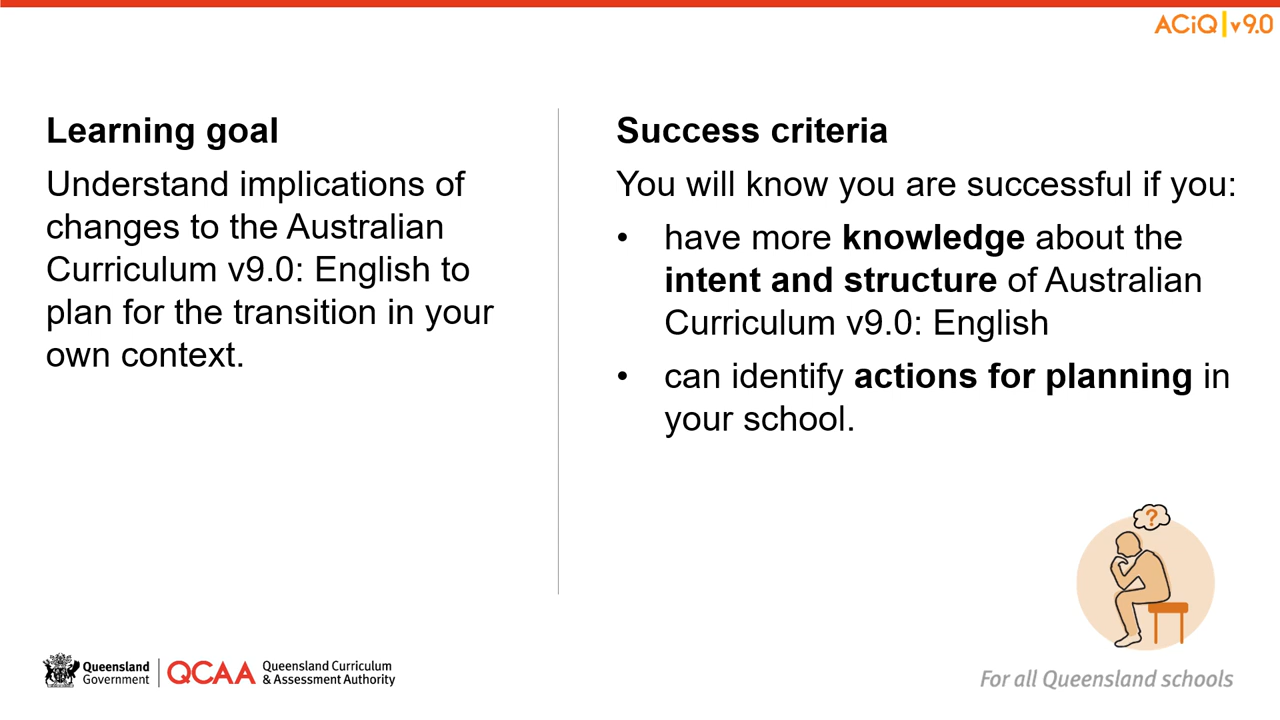 ACiQ v9.0
Learning goal
Understand implications of
changes to the Australian
Curriculum v9.0: English to
plan for the transition in your
own context.
Success criteria
You will know you are successful if you:
• have more knowledge about the
intent and structure of Australian
Curriculum v9.0: English
• can identify actions for planning in
your school.
?
Queensland
Government
QCAA
Queensland Curriculum
& Assessment Authority
For all Queensland schools